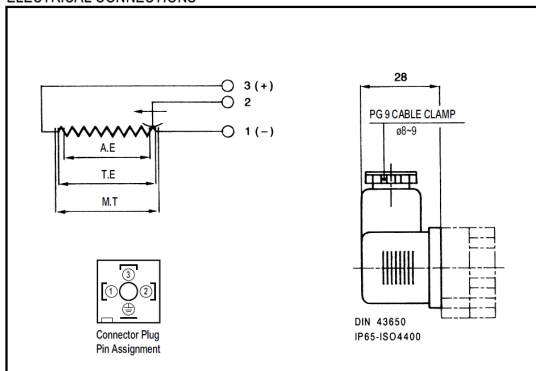 ELECTRICAL CONNECTIONS
3 (+)
2
1 (−)
A.E
T.E
M.T
3
1 2
Connector Plug
Pin Assignment
28
PG 9 CABLE CLAMP
ø8~9
DIN 43650
IP65-ISO4400